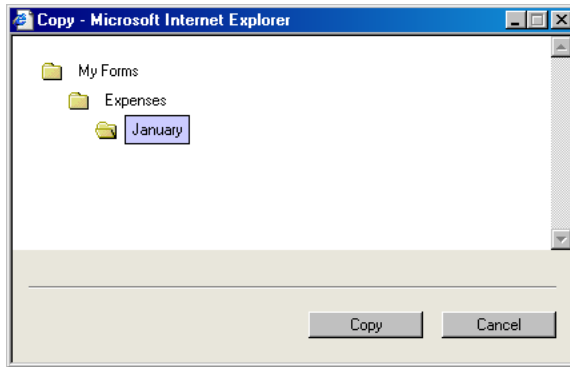 Copy - Microsoft Internet Explorer
My Forms
Expenses
January
Copy Cancel